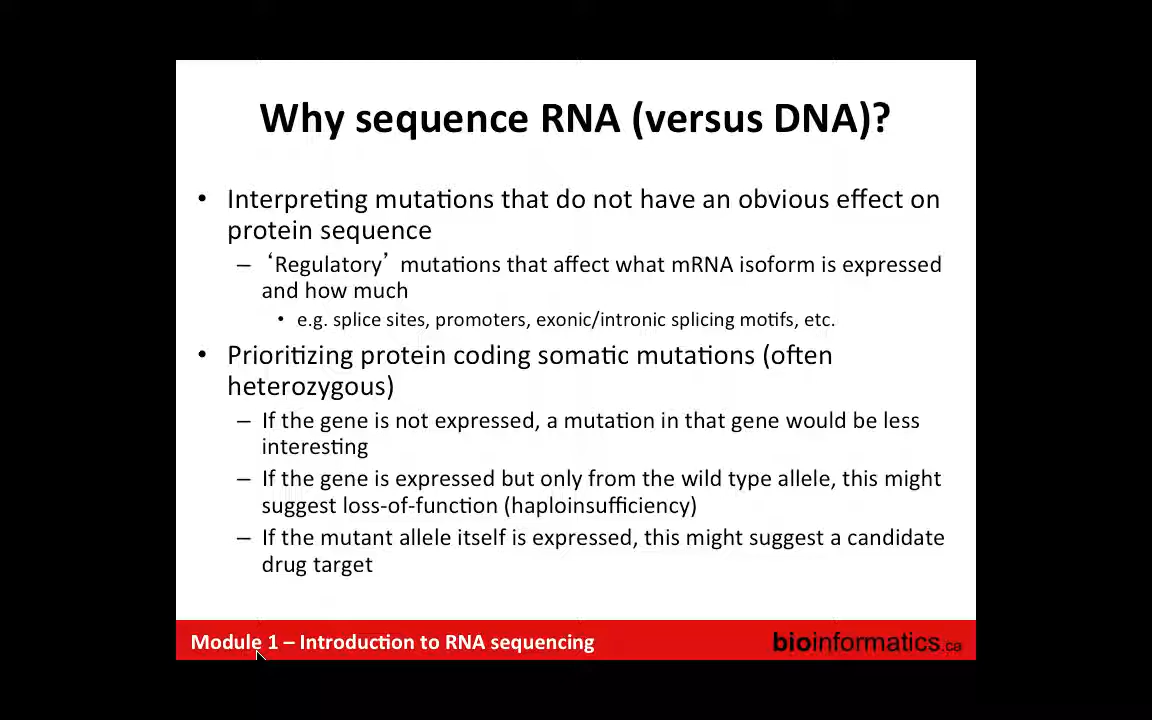 Why sequence RNA (versus DNA)?
• Interpreting mutations that do not have an obvious effect on
protein sequence
– ‘Regulatory’ mutations that affect what mRNA isoform is expressed
and how much
• e.g. splice sites, promoters, exonic/intronic splicing motifs, etc.
• Prioritizing protein coding somatic mutations (often
heterozygous)
– If the gene is not expressed, a mutation in that gene would be less
interesting
– If the gene is expressed but only from the wild type allele, this might
suggest loss-of-function (haploinsufficiency)
– If the mutant allele itself is expressed, this might suggest a candidate
drug target
Module 1 – Introduction to RNA sequencing
bioinformatics.ca